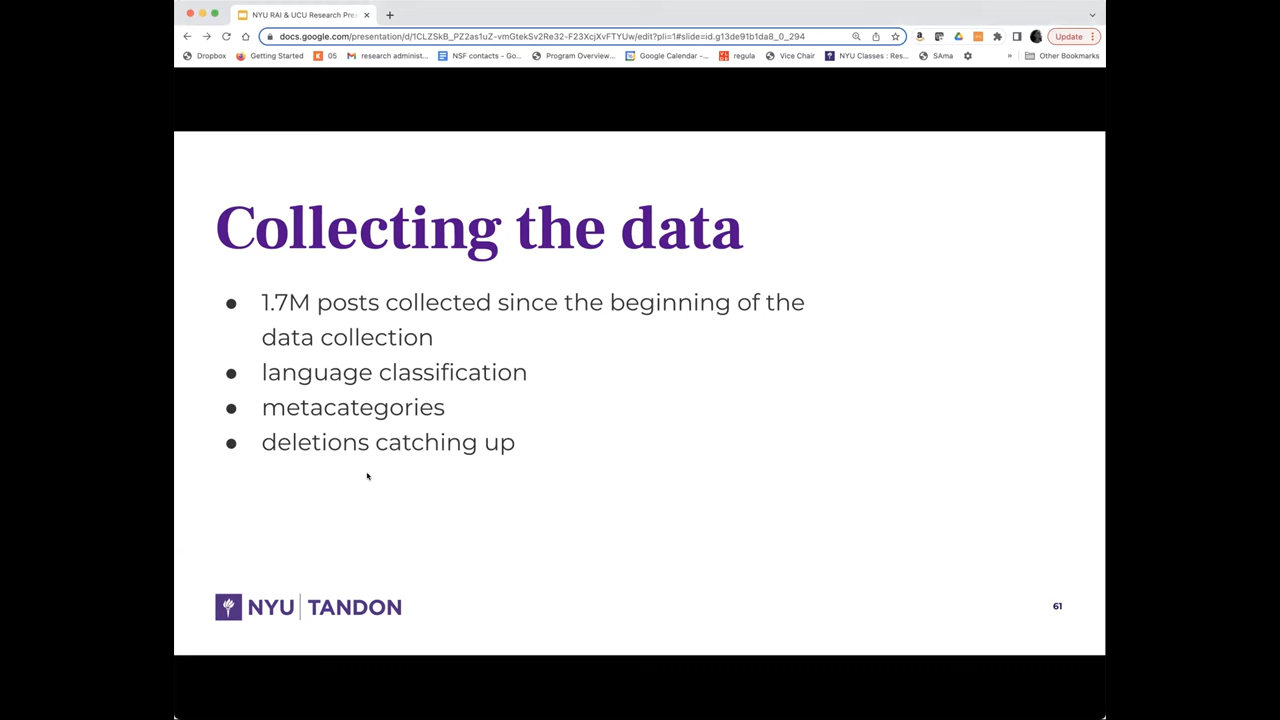 NYU RAI & UCU Research Pre
docs.google.com/presentation/d/1CLZSkB_PZ2as1uZ-vmGtekSv2Re32-F23XcjXvFTYUw/edit?pli=1#slide=id.g13de91b1da8_0_294
Update
Dropbox Getting Started 05 research administ... NSF contacts - Go... Program Overview... Google Calendar -... regula Vice Chair NYU Classes : Res... SAma » Other Bookmarks
Collecting the data
● 1.7M posts collected since the beginning of the
data collection
● language classification
● metacategories
● deletions catching up
NYU TANDON
61